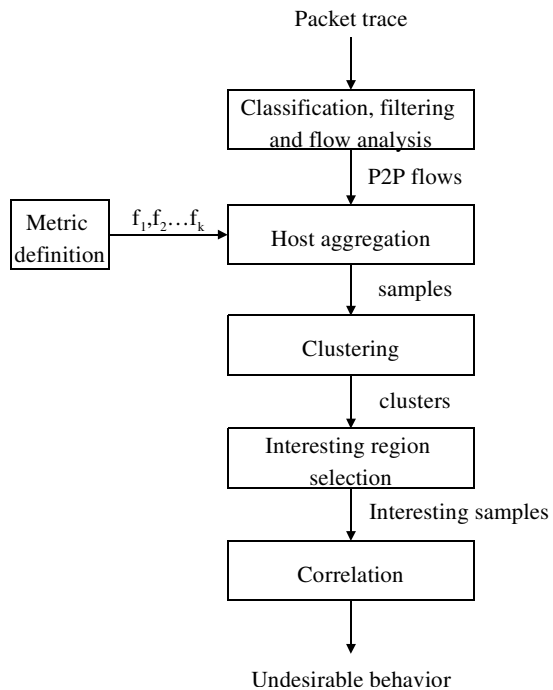 Packet trace
Classification, filtering
and flow analysis
P2P flows
Metric
definition
f₁,f₂…fₖ
Host aggregation
samples
Clustering
clusters
Interesting region
selection
Interesting samples
Correlation
Undesirable behavior